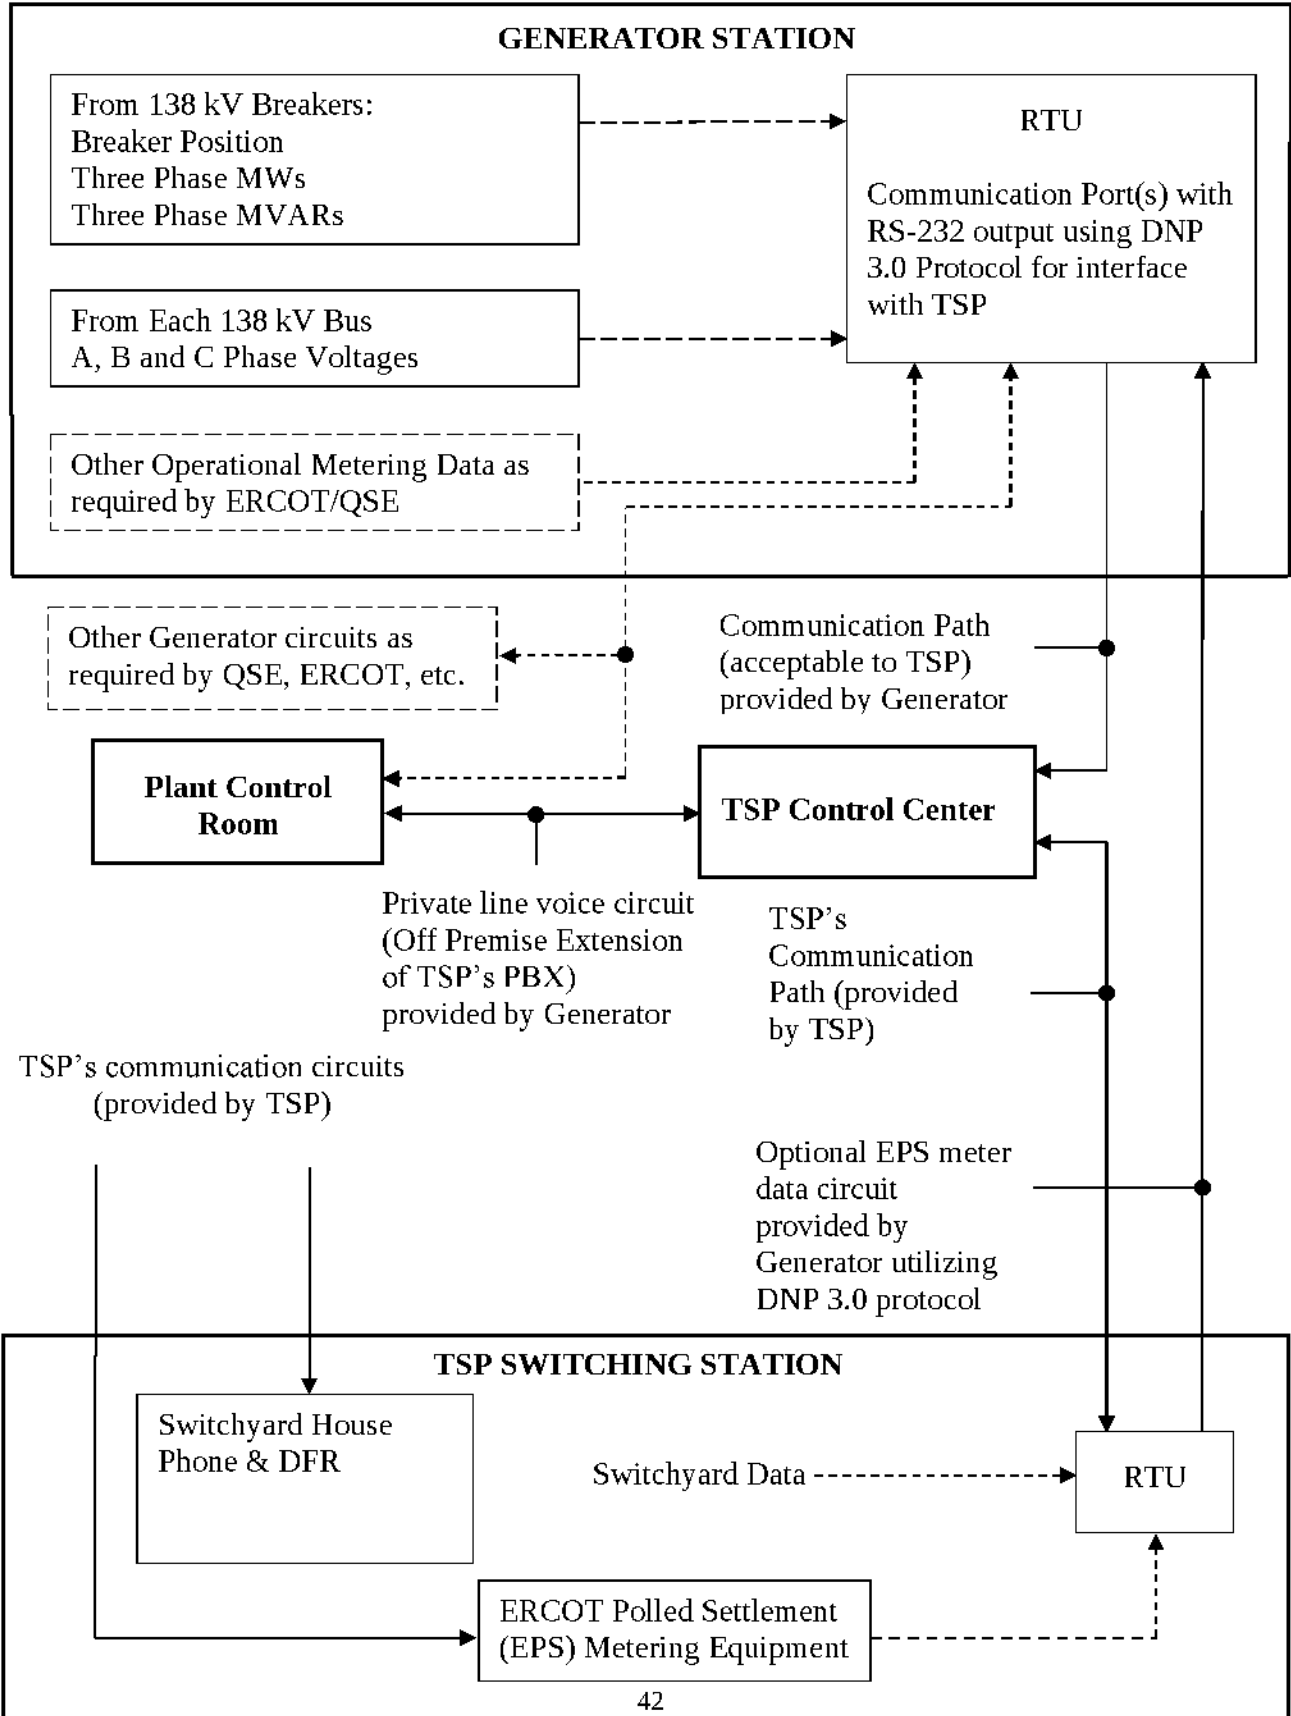 GENERATOR STATION
From 138 kV Breakers:
Breaker Position
Three Phase MWs
Three Phase MVARs
RTU
Communication Port(s) with
RS-232 output using DNP
3.0 Protocol for interface
with TSP
From Each 138 kV Bus
A, B and C Phase Voltages
Other Operational Metering Data as
required by ERCOT/QSE
Other Generator circuits as
required by QSE, ERCOT, etc.
Communication Path
(acceptable to TSP)
provided by Generator
Plant Control
Room
TSP Control Center
Private line voice circuit
(Off Premise Extension
of TSP’s PBX)
provided by Generator
TSP’s
Communication
Path (provided
by TSP)
TSP’s communication circuits
(provided by TSP)
Optional EPS meter
data circuit
provided by
Generator utilizing
DNP 3.0 protocol
TSP SWITCHING STATION
Switchyard House
Phone & DFR
Switchyard Data
RTU
ERCOT Polled Settlement
(EPS) Metering Equipment
42